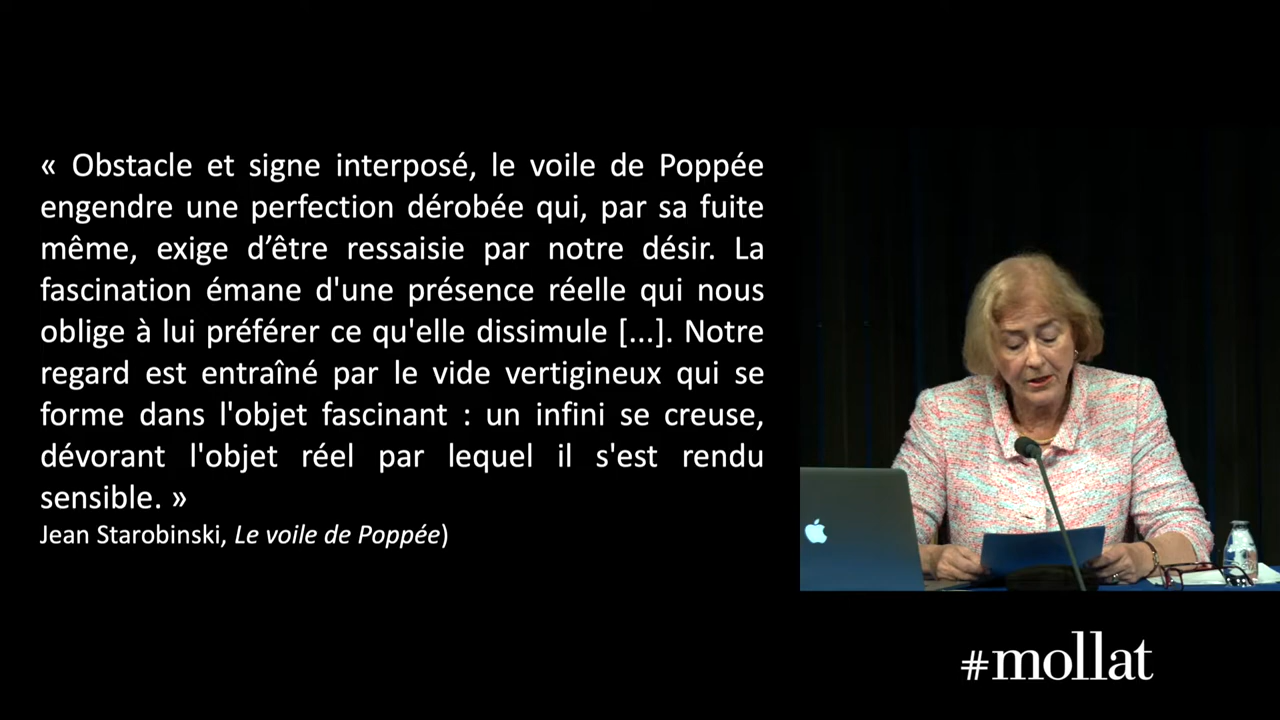 « Obstacle et signe interposé, le voile de Poppée
engendre une perfection dérobée qui, par sa fuite
même, exige d’être ressaisie par notre désir. La
fascination émane d'une présence réelle qui nous
oblige à lui préférer ce qu'elle dissimule [...]. Notre
regard est entraîné par le vide vertigineux qui se
forme dans l'objet fascinant : un infini se creuse,
dévorant l'objet réel par lequel il s'est rendu
sensible. »
Jean Starobinski, Le voile de Poppée)
#mollat